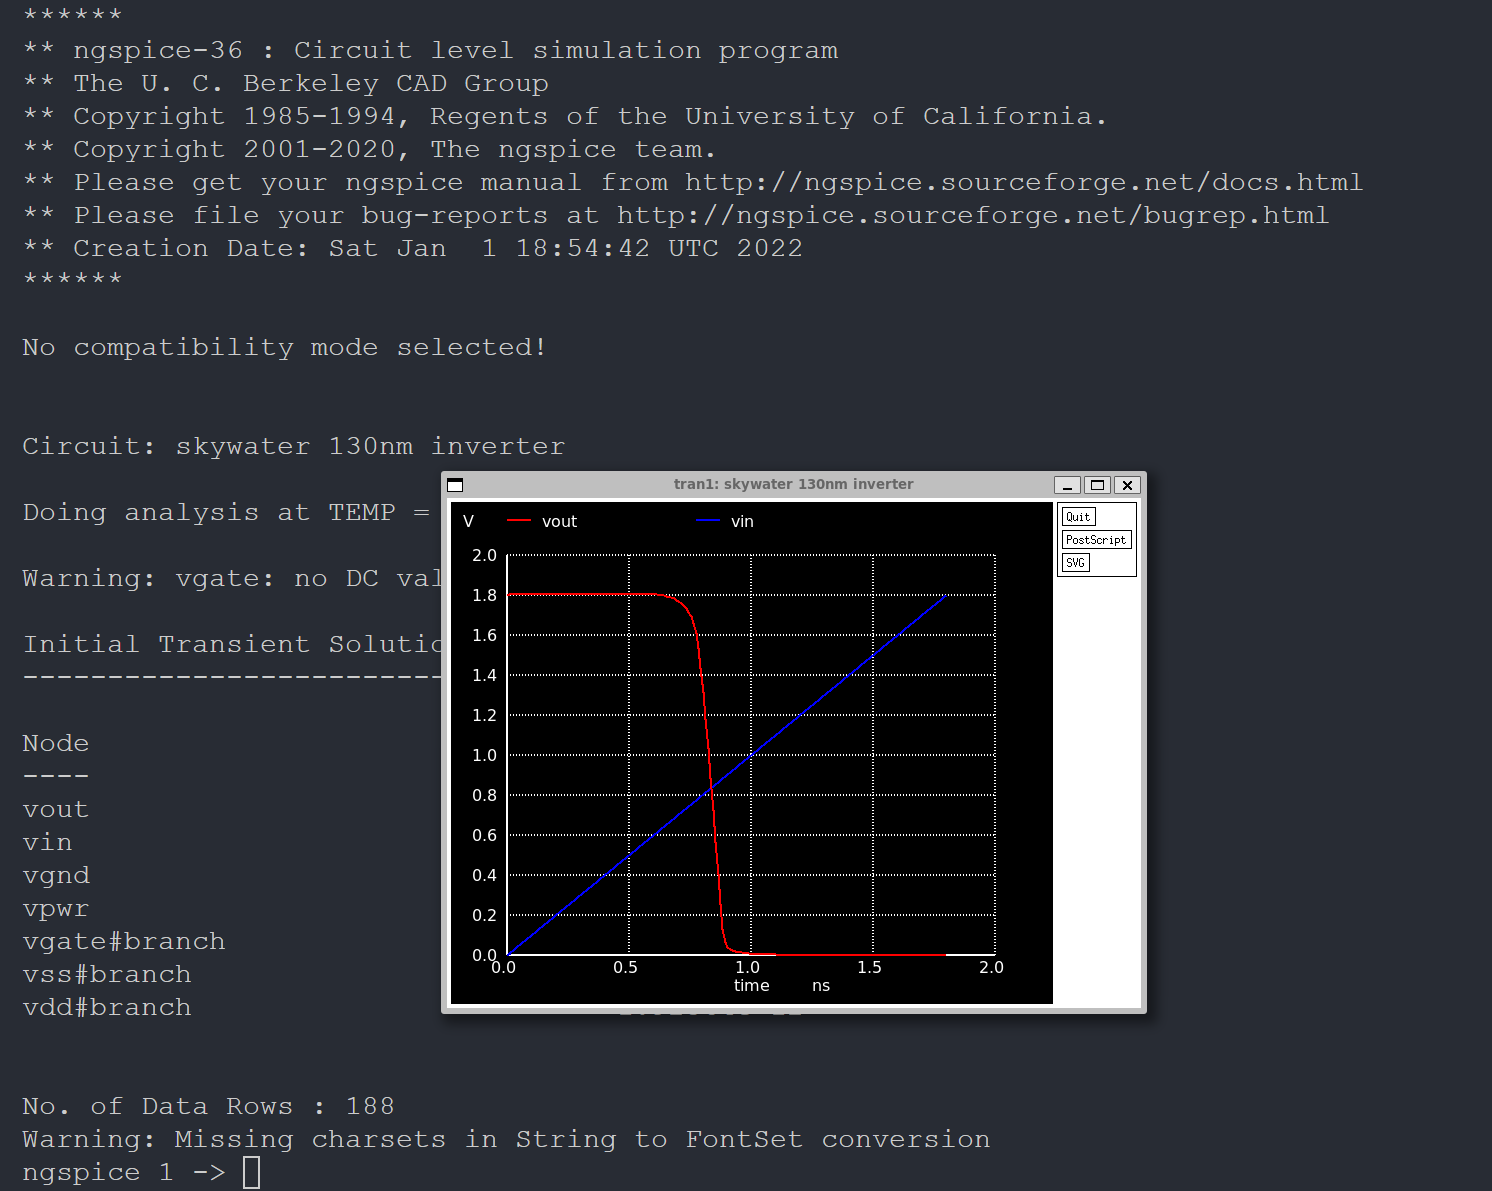 ******
** ngspice-36 : Circuit level simulation program
** The U. C. Berkeley CAD Group
** Copyright 1985-1994, Regents of the University of California.
** Copyright 2001-2020, The ngspice team.
** Please get your ngspice manual from http://ngspice.sourceforge.net/docs.html
** Please file your bug-reports at http://ngspice.sourceforge.net/bugrep.html
** Creation Date: Sat Jan  1 18:54:42 UTC 2022
******
No compatibility mode selected!
Circuit: skywater 130nm inverter
Doing analysis at TEMP =
Warning: vgate: no DC val
Initial Transient Solutio
-------------------------
Node
----
vout
vin
vgnd
vpwr
vgate#branch
vss#branch
vdd#branch
No. of Data Rows : 188
Warning: Missing charsets in String to FontSet conversion
ngspice 1 ->
tran1: skywater 130nm inverter
V vout vin
2.0
1.8
1.6
1.4
1.2
1.0
0.8
0.6
0.4
0.2
0.0
0.0 0.5 1.0 1.5 2.0
time ns
Quit
PostScript
SVG